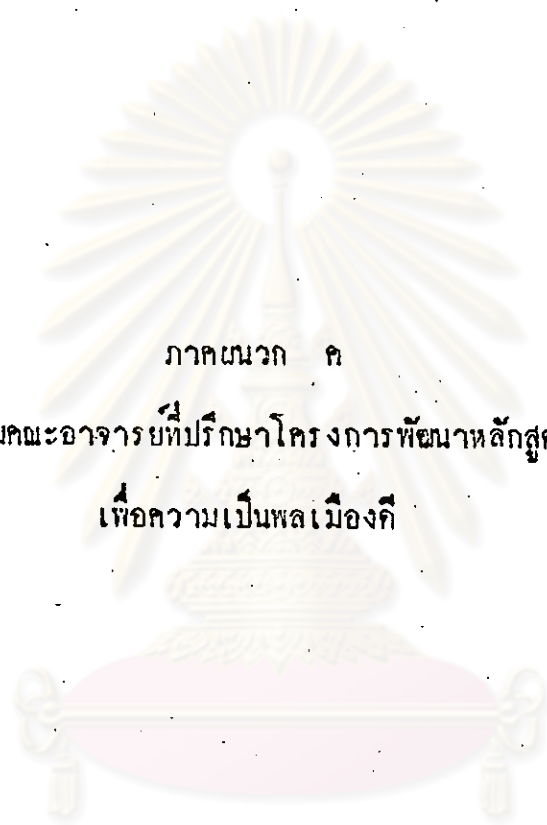 ภาคผนวก ค
คณะอาจารย์ที่ปรึกษาโครงการพัฒนาหลักสูต
เพื่อความเป็นพลเมืองดี